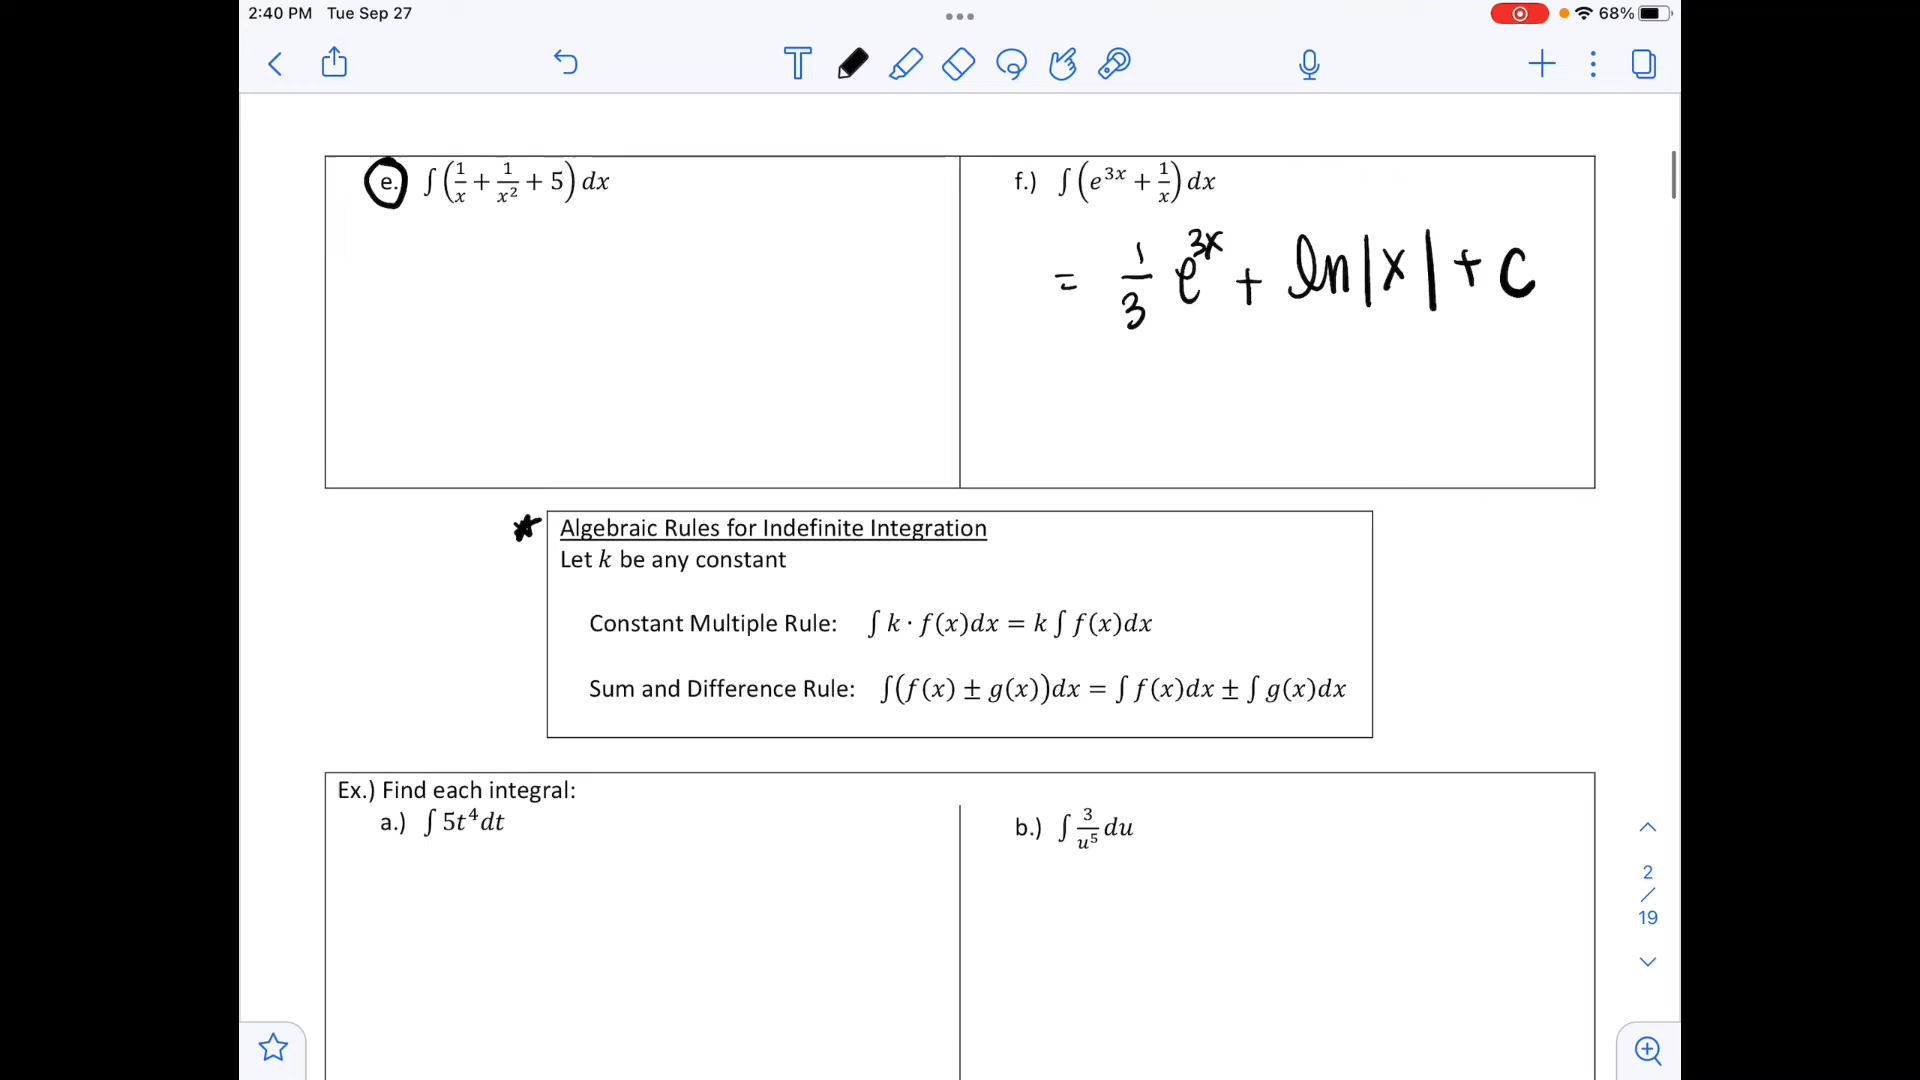 2:40 PM Tue Sep 27
68%
e. ∫(1/x + 1/x² + 5) dx
f.) ∫(e³ˣ + 1/x) dx
= 1/3 e³ˣ + ln|x| + C
Algebraic Rules for Indefinite Integration
Let k be any constant
Constant Multiple Rule: ∫ k · f(x)dx = k ∫ f(x)dx
Sum and Difference Rule: ∫(f(x) ± g(x))dx = ∫ f(x)dx ± ∫ g(x)dx
Ex.) Find each integral:
a.) ∫ 5t⁴dt
b.) ∫ 3/u⁵ du
2
/
19